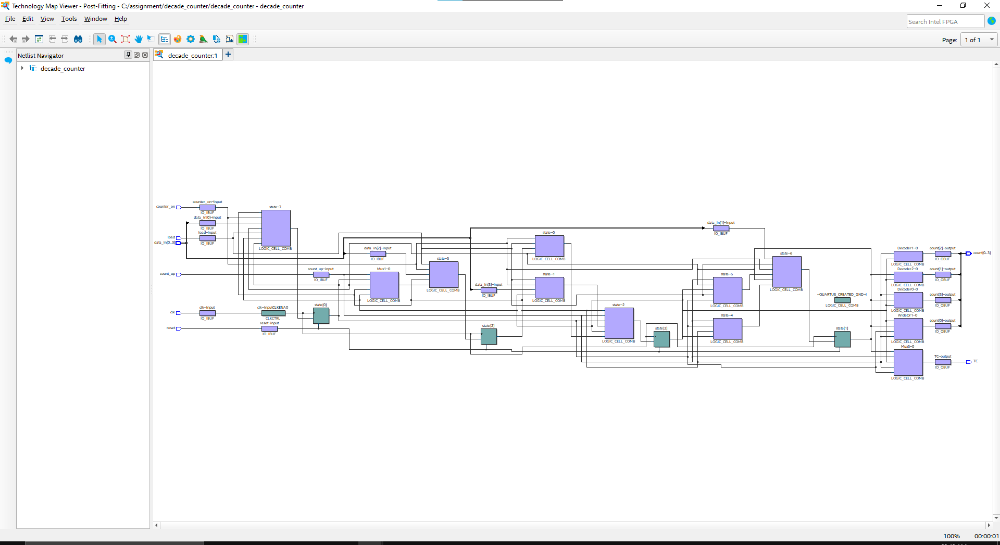 Technology Map Viewer - Post-Fitting - C:/assignment/decade_counter/decade_counter - decade_counter
File Edit View Tools Window Help
Search Intel FPGA
Page: 1 of 1
Netlist Navigator
decade_counter:1
decade_counter
counter_on
counter_on~input
IO_IBUF
data_in[0]~input
IO_IBUF
load
load~input
IO_IBUF
data_in[0..3]
state~7
LOGIC_CELL_COMB
data_in[2]~input
IO_IBUF
count_up
count_up~input
IO_IBUF
Mux1~0
LOGIC_CELL_COMB
state~3
LOGIC_CELL_COMB
data_in[3]~input
IO_IBUF
state~0
LOGIC_CELL_COMB
state~1
LOGIC_CELL_COMB
data_in[1]~input
IO_IBUF
state~6
LOGIC_CELL_COMB
state~5
LOGIC_CELL_COMB
state~4
LOGIC_CELL_COMB
state~2
LOGIC_CELL_COMB
clk
clk~input
IO_IBUF
clk~inputCLKENA0
CLKCTRL
reset
reset~input
IO_IBUF
state[0]
state[2]
state[3]
state[1]
~QUARTUS_CREATED_GND~I
LOGIC_CELL_COMB
Decoder1~0
LOGIC_CELL_COMB
Decoder2~0
LOGIC_CELL_COMB
Decoder0~0
LOGIC_CELL_COMB
WideOr1~0
LOGIC_CELL_COMB
Mux3~0
LOGIC_CELL_COMB
count[2]~output
IO_OBUF
count[1]~output
IO_OBUF
count[3]~output
IO_OBUF
count[0]~output
IO_OBUF
TC~output
IO_OBUF
count[0..3]
TC
100% 00:00:01